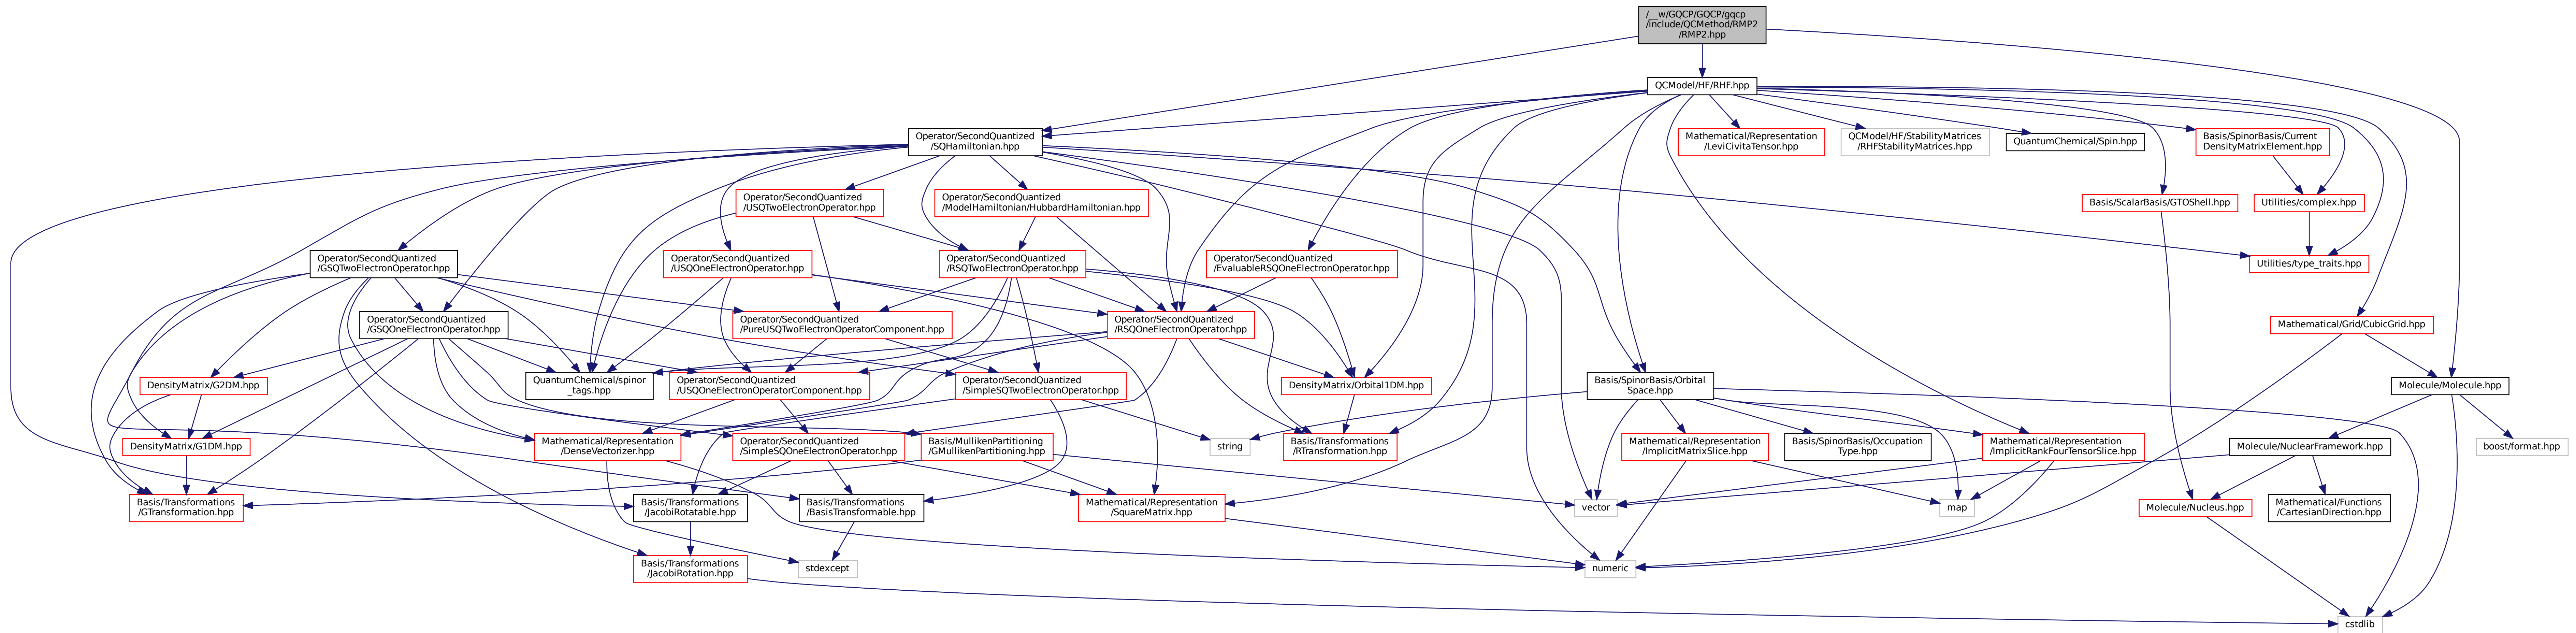 /__w/GQCP/GQCP/gqcp
/include/QCMethod/RMP2
/RMP2.hpp
QCModel/HF/RHF.hpp
Operator/SecondQuantized
/SQHamiltonian.hpp
Mathematical/Representation
/LeviCivitaTensor.hpp
QCModel/HF/StabilityMatrices
/RHFStabilityMatrices.hpp
QuantumChemical/Spin.hpp
Basis/SpinorBasis/Current
DensityMatrixElement.hpp
Operator/SecondQuantized
/USQTwoElectronOperator.hpp
Operator/SecondQuantized
/ModelHamiltonian/HubbardHamiltonian.hpp
Basis/ScalarBasis/GTOShell.hpp
Utilities/complex.hpp
Operator/SecondQuantized
/GSQTwoElectronOperator.hpp
Operator/SecondQuantized
/USQOneElectronOperator.hpp
Operator/SecondQuantized
/RSQTwoElectronOperator.hpp
Operator/SecondQuantized
/EvaluableRSQOneElectronOperator.hpp
Utilities/type_traits.hpp
Operator/SecondQuantized
/GSQOneElectronOperator.hpp
Operator/SecondQuantized
/PureUSQTwoElectronOperatorComponent.hpp
Operator/SecondQuantized
/RSQOneElectronOperator.hpp
Mathematical/Grid/CubicGrid.hpp
DensityMatrix/G2DM.hpp
QuantumChemical/spinor
_tags.hpp
Operator/SecondQuantized
/USQOneElectronOperatorComponent.hpp
Operator/SecondQuantized
/SimpleSQTwoElectronOperator.hpp
DensityMatrix/Orbital1DM.hpp
Basis/SpinorBasis/Orbital
Space.hpp
Molecule/Molecule.hpp
DensityMatrix/G1DM.hpp
Mathematical/Representation
/DenseVectorizer.hpp
Operator/SecondQuantized
/SimpleSQOneElectronOperator.hpp
Basis/MullikenPartitioning
/GMullikenPartitioning.hpp
string
Basis/Transformations
/RTransformation.hpp
Mathematical/Representation
/ImplicitMatrixSlice.hpp
Basis/SpinorBasis/Occupation
Type.hpp
Mathematical/Representation
/ImplicitRankFourTensorSlice.hpp
Molecule/NuclearFramework.hpp
boost/format.hpp
Basis/Transformations
/GTransformation.hpp
Basis/Transformations
/JacobiRotatable.hpp
Basis/Transformations
/BasisTransformable.hpp
Mathematical/Representation
/SquareMatrix.hpp
vector
map
Molecule/Nucleus.hpp
Mathematical/Functions
/CartesianDirection.hpp
Basis/Transformations
/JacobiRotation.hpp
stdexcept
numeric
cstdlib